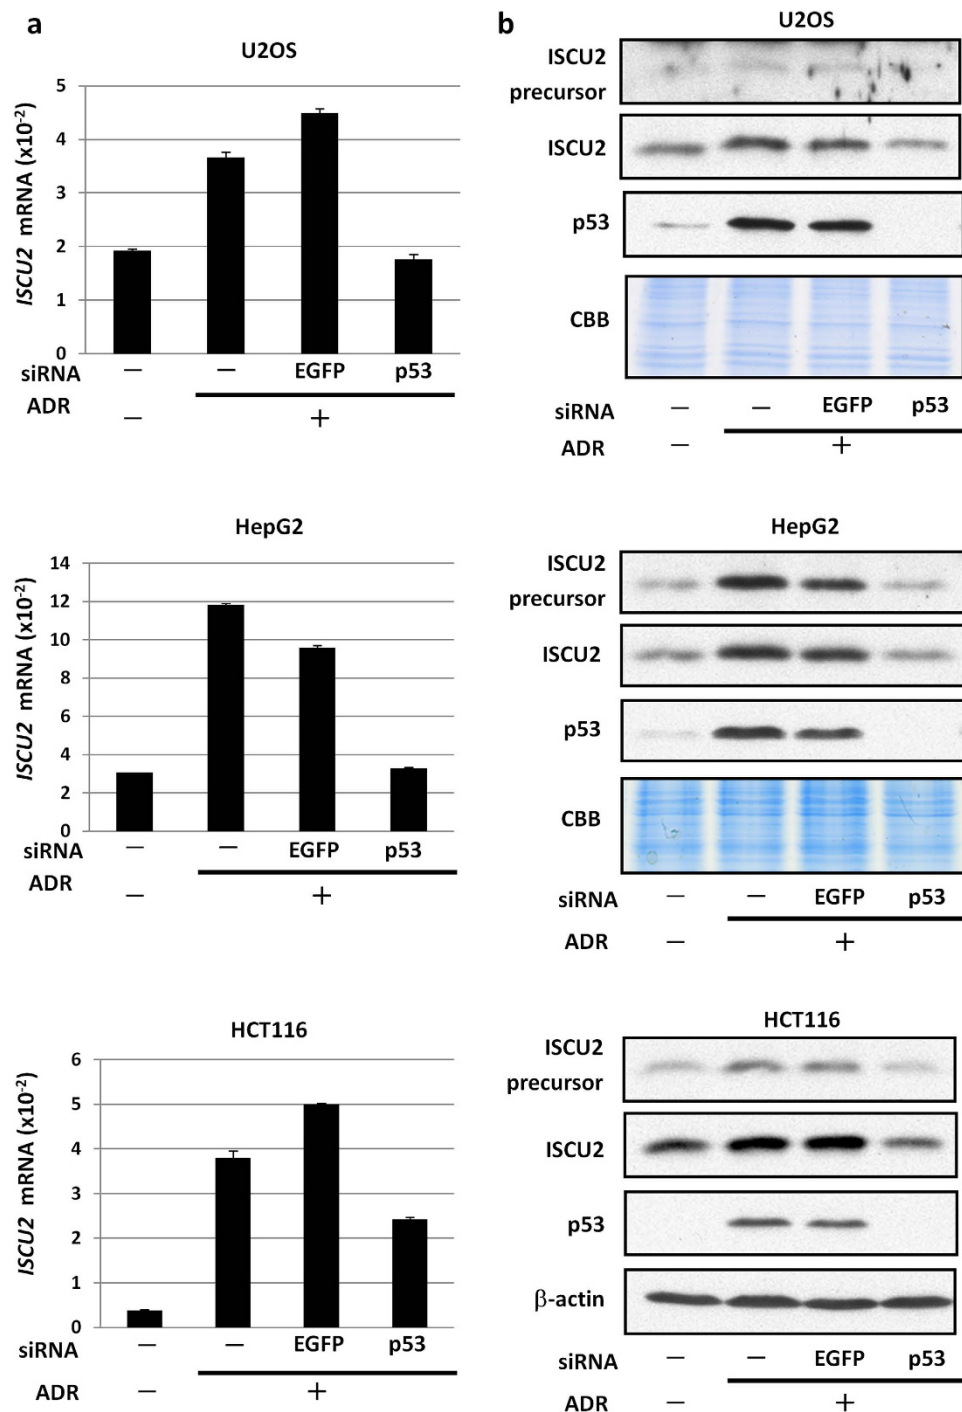 a
U2OS
ISCU2 mRNA (x10-2)
5
4
3
2
1
0
siRNA — — EGFP p53
ADR — +
HepG2
ISCU2 mRNA (x10-2)
14
12
10
8
6
4
2
0
siRNA — — EGFP p53
ADR — +
HCT116
ISCU2 mRNA (x10-2)
6
5
4
3
2
1
0
siRNA — — EGFP p53
ADR — +
b
U2OS
ISCU2
precursor
ISCU2
p53
CBB
siRNA — — EGFP p53
ADR — +
HepG2
ISCU2
precursor
ISCU2
p53
CBB
siRNA — — EGFP p53
ADR — +
HCT116
ISCU2
precursor
ISCU2
p53
β-actin
siRNA — — EGFP p53
ADR — +